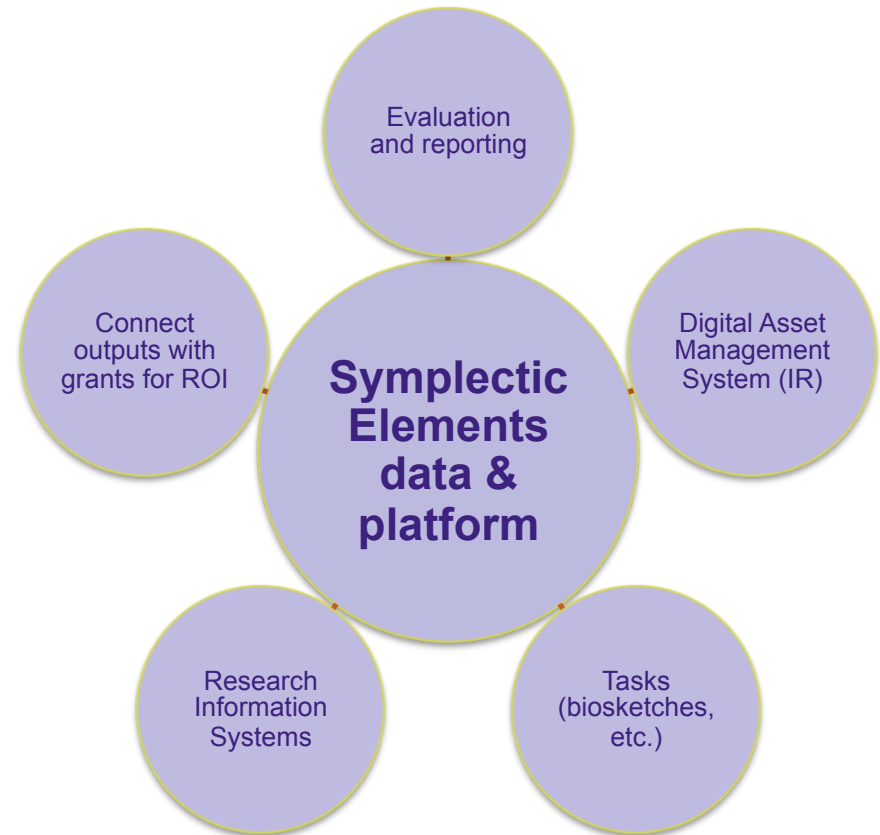 Evaluation
and reporting
Connect
outputs with
grants for ROI
Digital Asset
Management
System (IR)
Symplectic
Elements
data &
platform
Research
Information
Systems
Tasks
(biosketches,
etc.)